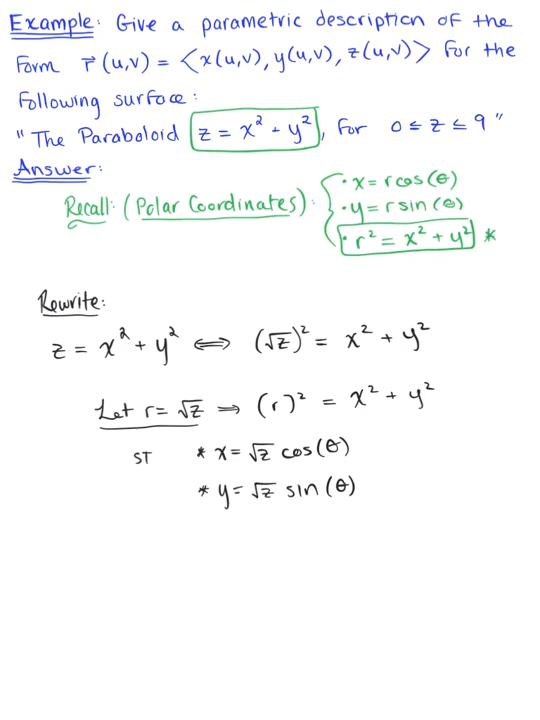 Example: Give a parametric description of the
form r⃗(u,v) = ⟨x(u,v), y(u,v), z(u,v)⟩ for the
following surface:
"The Paraboloid z = x² + y², for 0 ≤ z ≤ 9"
Answer:
Recall: (Polar Coordinates): { · x = r cos(θ)
· y = r sin(θ)
· r² = x² + y² *
Rewrite:
z = x² + y² ⟺ (√z)² = x² + y²
Let r = √z ⟹ (r)² = x² + y²
ST * x = √z cos(θ)
* y = √z sin(θ)